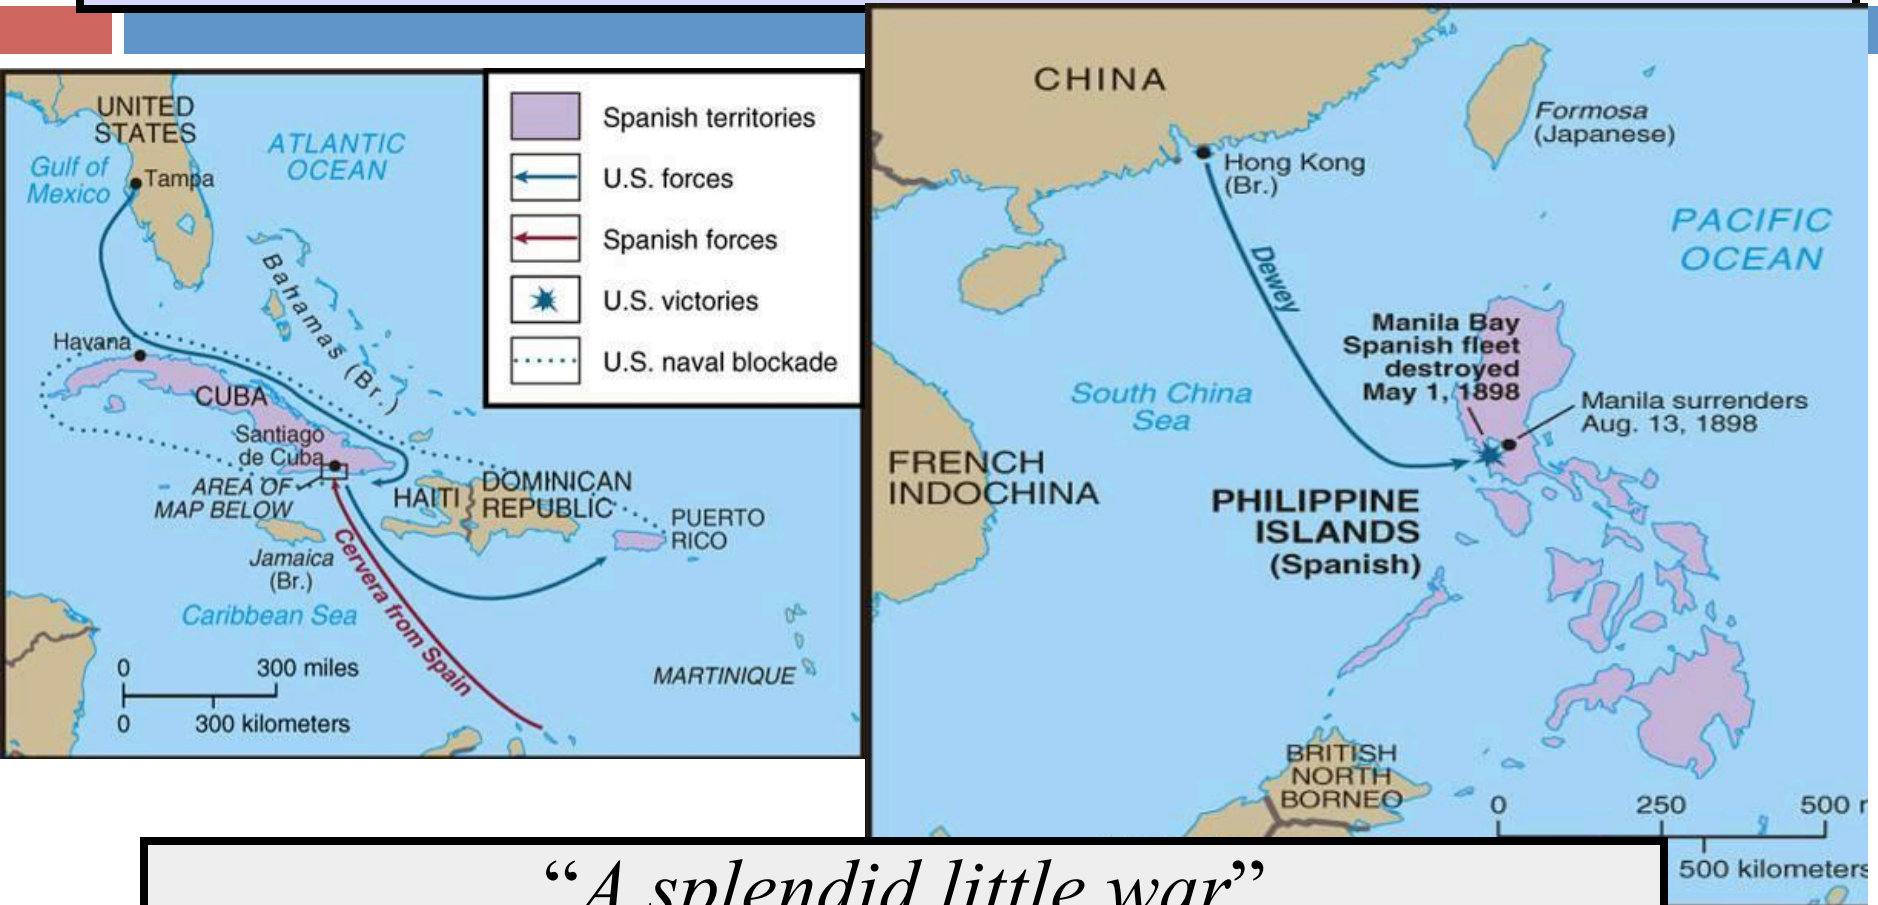 UNITED
STATES
ATLANTIC
OCEAN
Gulf of
Mexico
Tampa
Bahamas (Br.)
Havana
CUBA
Santiago
de Cuba
AREA OF
MAP BELOW
HAITI
DOMINICAN
REPUBLIC
PUERTO
RICO
Jamaica
(Br.)
Cervera from Spain
Caribbean Sea
MARTINIQUE
0 300 miles
0 300 kilometers
Spanish territories
U.S. forces
Spanish forces
U.S. victories
U.S. naval blockade
CHINA
Formosa
(Japanese)
Hong Kong
(Br.)
PACIFIC
OCEAN
Dewey
Manila Bay
Spanish fleet
destroyed
May 1, 1898
South China
Sea
Manila surrenders
Aug. 13, 1898
FRENCH
INDOCHINA
PHILIPPINE
ISLANDS
(Spanish)
BRITISH
NORTH
BORNEO
0 250 500
500 kilometers
“A splendid little war”